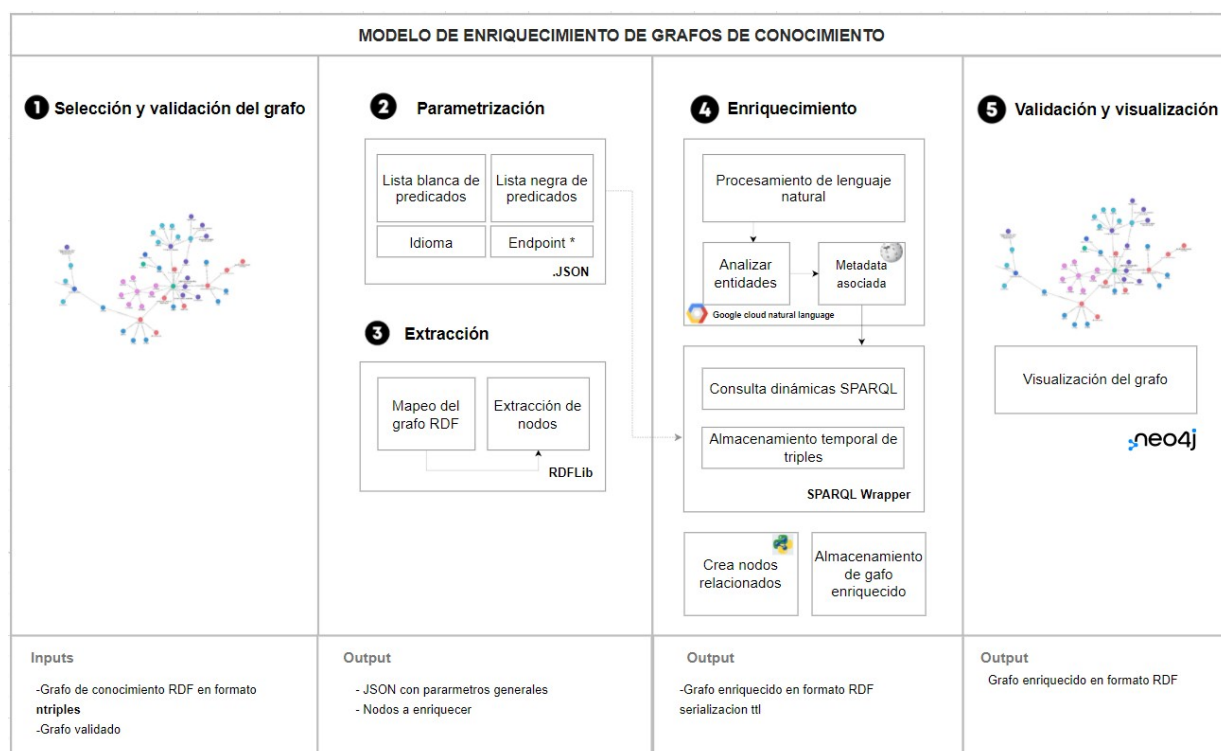 MODELO DE ENRIQUECIMIENTO DE GRAFOS DE CONOCIMIENTO
1 Selección y validación del grafo
2 Parametrización
Lista blanca de
predicados
Lista negra de
predicados
Idioma
Endpoint *
.JSON
3 Extracción
Mapeo del
grafo RDF
Extracción de
nodos
RDFLib
4 Enriquecimiento
Procesamiento de lenguaje
natural
Analizar
entidades
Metadata
asociada
Google cloud natural language
Consulta dinámicas SPARQL
Almacenamiento temporal de
triples
SPARQL Wrapper
Crea nodos
relacionados
Almacenamiento
de gafo
enriquecido
5 Validación y visualización
Visualización del grafo
neo4j
Inputs
-Grafo de conocimiento RDF en formato
ntriples
-Grafo validado
Output
- JSON con pararmetros generales
- Nodos a enriquecer
Output
-Grafo enriquecido en formato RDF
serializacion ttl
Output
Grafo enriquecido en formato RDF